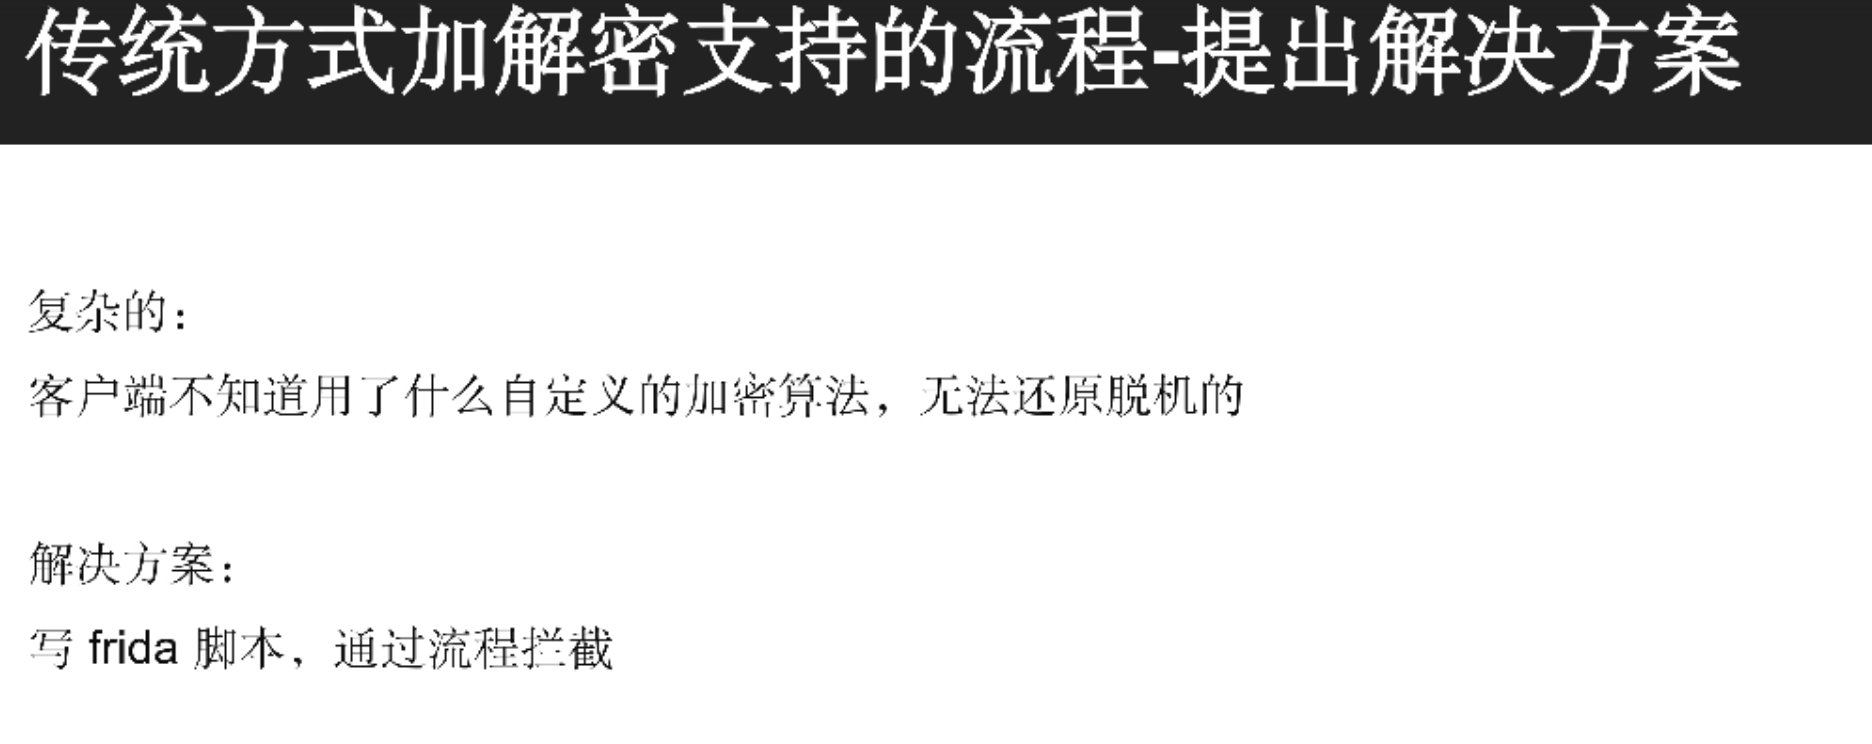 传统方式加解密支持的流程-提出解决方案
复杂的：
客户端不知道用了什么自定义的加密算法，无法还原脱机的
解决方案：
写 frida 脚本，通过流程拦截